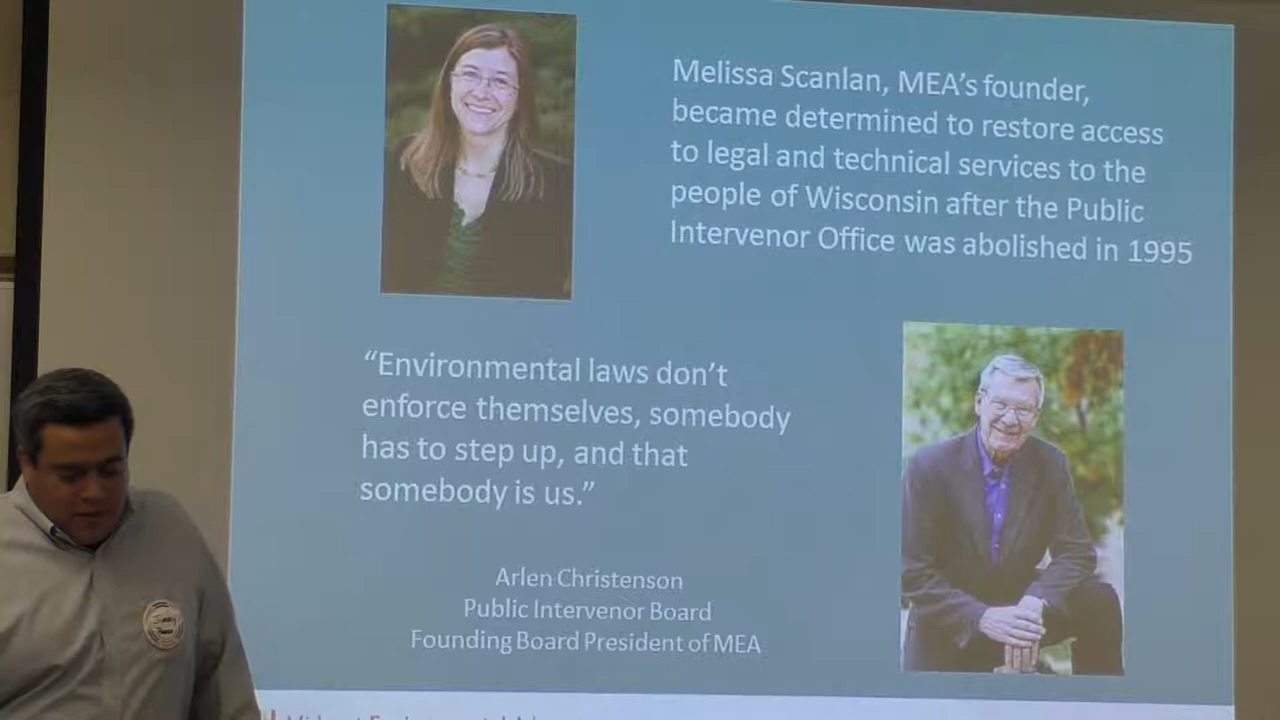 Melissa Scanlan, MEA's founder,
became determined to restore access
to legal and technical services to the
people of Wisconsin after the Public
Intervenor Office was abolished in 1995
“Environmental laws don't
enforce themselves, somebody
has to step up, and that
somebody is us.”
Arlen Christenson
Public Intervenor Board
Founding Board President of MEA